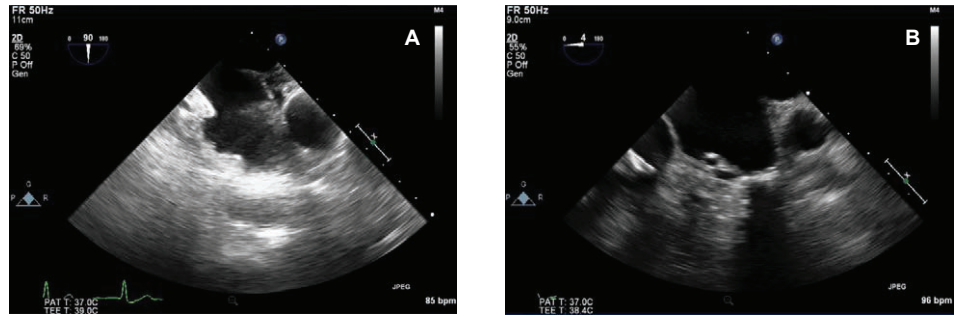 FR 50Hz
11cm
2D
69%
C 50
P Off
Gen
0 90 180
M4
A
P G R
JPEG
PAT T: 37.0C
TEE T: 39.0C
85 bpm
FR 50Hz
9.0cm
2D
55%
C 50
P Off
Gen
0 4 180
M4
B
P G R
JPEG
PAT T: 37.0C
TEE T: 38.4C
96 bpm